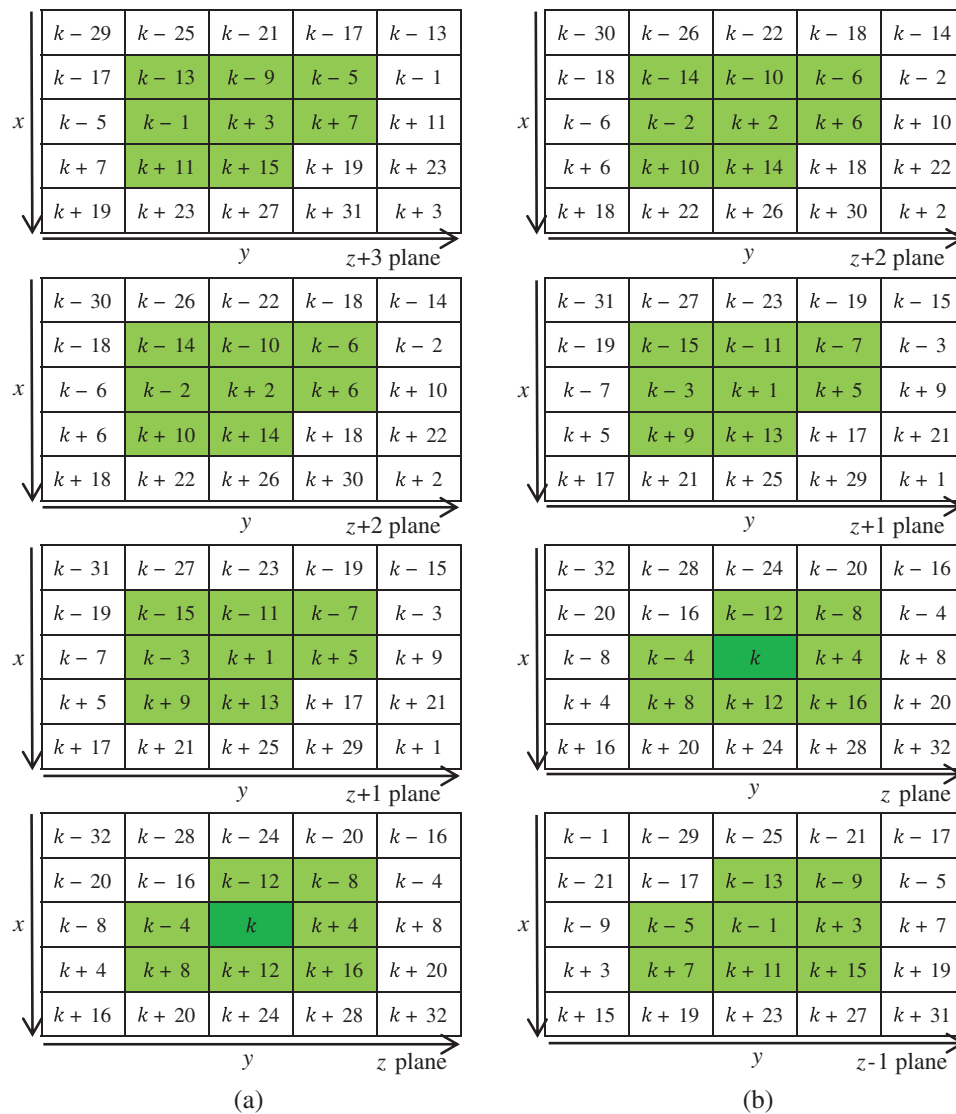 k − 29 k − 25 k − 21 k − 17 k − 13
k − 17 k − 13 k − 9 k − 5 k − 1
x k − 5 k − 1 k + 3 k + 7 k + 11
k + 7 k + 11 k + 15 k + 19 k + 23
k + 19 k + 23 k + 27 k + 31 k + 3
y z+3 plane
k − 30 k − 26 k − 22 k − 18 k − 14
k − 18 k − 14 k − 10 k − 6 k − 2
x k − 6 k − 2 k + 2 k + 6 k + 10
k + 6 k + 10 k + 14 k + 18 k + 22
k + 18 k + 22 k + 26 k + 30 k + 2
y z+2 plane
k − 31 k − 27 k − 23 k − 19 k − 15
k − 19 k − 15 k − 11 k − 7 k − 3
x k − 7 k − 3 k + 1 k + 5 k + 9
k + 5 k + 9 k + 13 k + 17 k + 21
k + 17 k + 21 k + 25 k + 29 k + 1
y z+1 plane
k − 32 k − 28 k − 24 k − 20 k − 16
k − 20 k − 16 k − 12 k − 8 k − 4
x k − 8 k − 4 k k + 4 k + 8
k + 4 k + 8 k + 12 k + 16 k + 20
k + 16 k + 20 k + 24 k + 28 k + 32
y z plane
(a)
k − 30 k − 26 k − 22 k − 18 k − 14
k − 18 k − 14 k − 10 k − 6 k − 2
x k − 6 k − 2 k + 2 k + 6 k + 10
k + 6 k + 10 k + 14 k + 18 k + 22
k + 18 k + 22 k + 26 k + 30 k + 2
y z+2 plane
k − 31 k − 27 k − 23 k − 19 k − 15
k − 19 k − 15 k − 11 k − 7 k − 3
x k − 7 k − 3 k + 1 k + 5 k + 9
k + 5 k + 9 k + 13 k + 17 k + 21
k + 17 k + 21 k + 25 k + 29 k + 1
y z+1 plane
k − 32 k − 28 k − 24 k − 20 k − 16
k − 20 k − 16 k − 12 k − 8 k − 4
x k − 8 k − 4 k k + 4 k + 8
k + 4 k + 8 k + 12 k + 16 k + 20
k + 16 k + 20 k + 24 k + 28 k + 32
y z plane
k − 1 k − 29 k − 25 k − 21 k − 17
k − 21 k − 17 k − 13 k − 9 k − 5
x k − 9 k − 5 k − 1 k + 3 k + 7
k + 3 k + 7 k + 11 k + 15 k + 19
k + 15 k + 19 k + 23 k + 27 k + 31
y z-1 plane
(b)